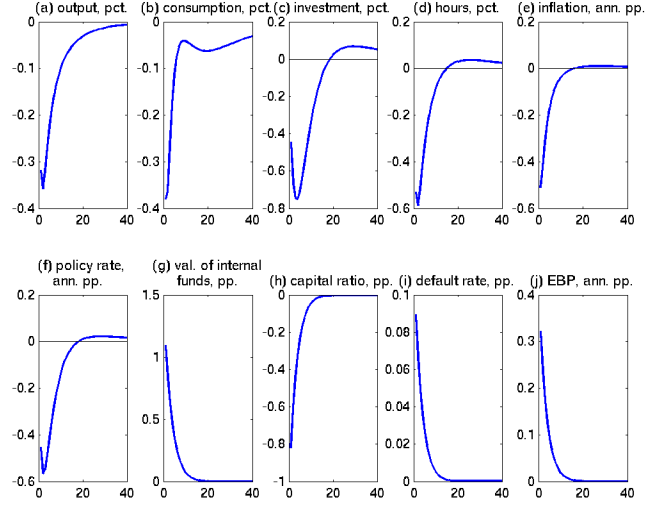 (a) output, pct.
(b) consumption, pct.
(c) investment, pct.
(d) hours, pct.
(e) inflation, ann. pp.
0
-0.1
-0.2
-0.3
-0.4
0 20 40
0
-0.1
-0.2
-0.3
-0.4
0 20 40
0.2
0
-0.2
-0.4
-0.6
-0.8
0 20 40
0.2
0
-0.2
-0.4
-0.6
0 20 40
0.2
0
-0.2
-0.4
-0.6
0 20 40
(f) policy rate,
ann. pp.
(g) val. of internal
funds, pp.
(h) capital ratio, pp.
(i) default rate, pp.
(j) EBP, ann. pp.
0.2
0
-0.2
-0.4
-0.6
0 20 40
1.5
1
0.5
0
0 20 40
0
-0.2
-0.4
-0.6
-0.8
-1
0 20 40
0.1
0.08
0.06
0.04
0.02
0
0 20 40
0.4
0.3
0.2
0.1
0
0 20 40